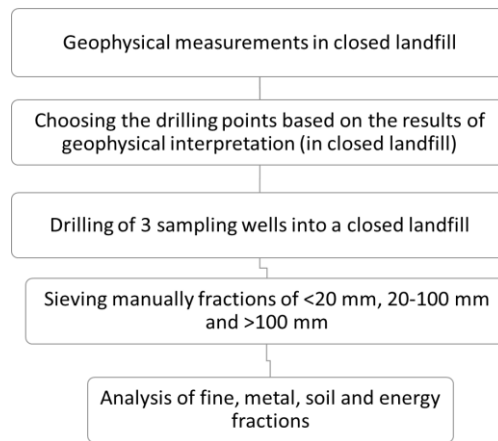 Geophysical measurements in closed landfill
Choosing the drilling points based on the results of
geophysical interpretation (in closed landfill)
Drilling of 3 sampling wells into a closed landfill
Sieving manually fractions of <20 mm, 20-100 mm
and >100 mm
Analysis of fine, metal, soil and energy
fractions